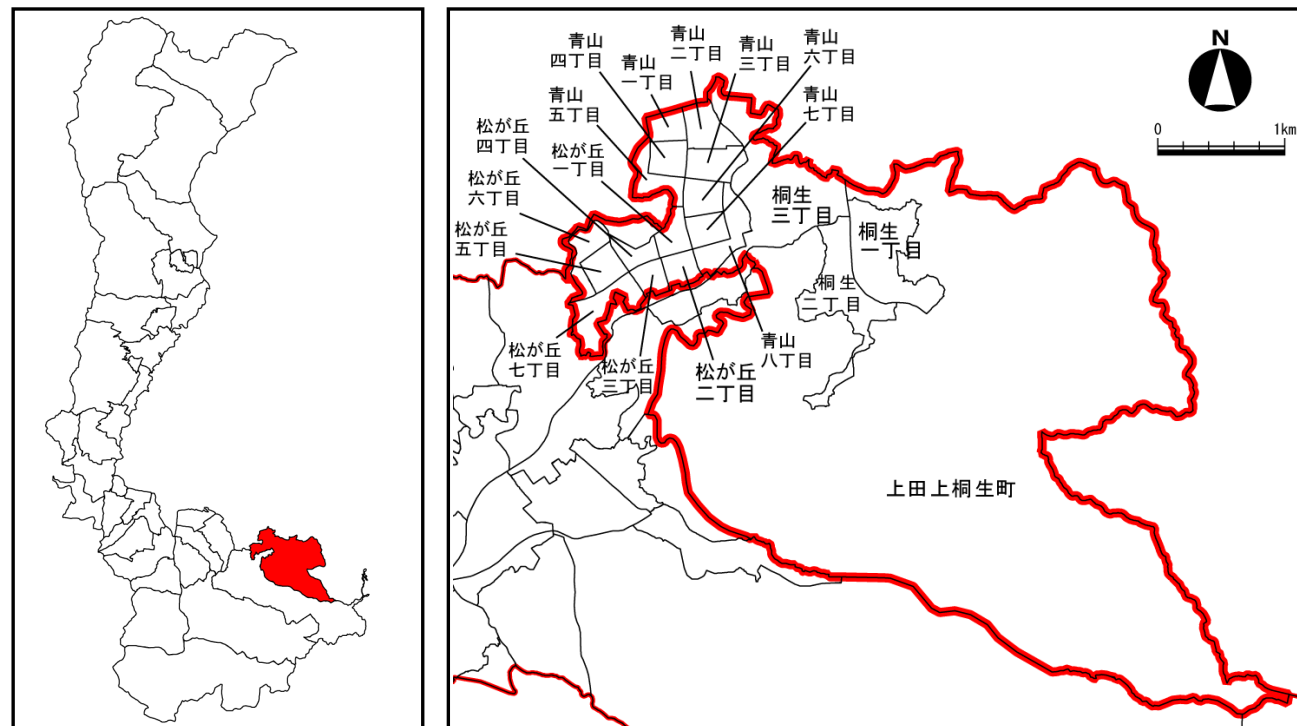 青山
四丁目
青山
一丁目
青山
二丁目
青山
三丁目
青山
六丁目
青山
五丁目
青山
七丁目
松が丘
四丁目
松が丘
一丁目
松が丘
六丁目
松が丘
五丁目
桐生
三丁目
桐生
一丁目
桐生
二丁目
松が丘
七丁目
松が丘
三丁目
松が丘
二丁目
青山
八丁目
上田上桐生町
N
0 1km